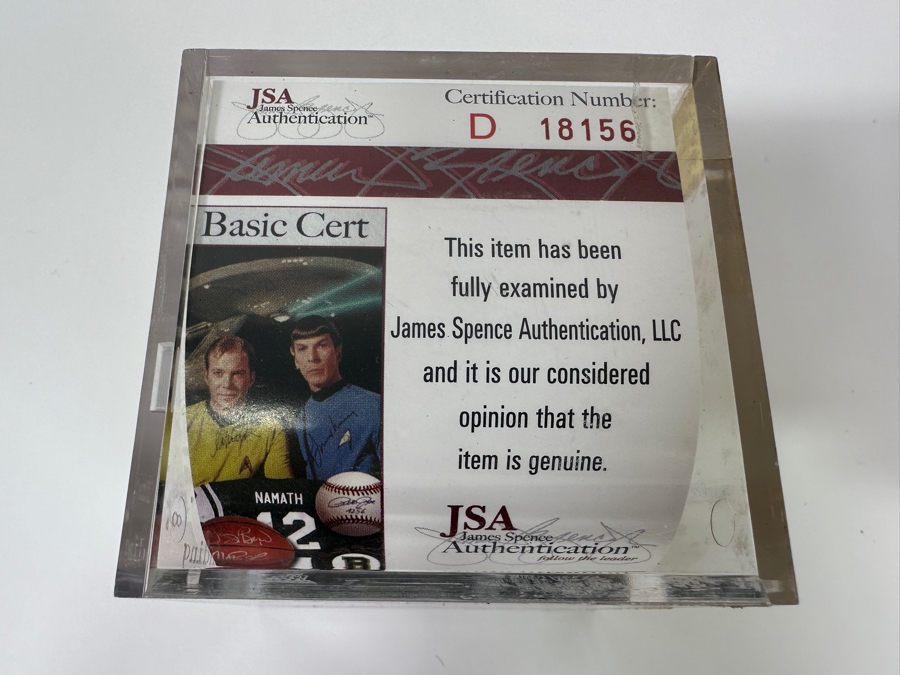 JSA
James Spence
Authentication™
Certification Number:
D 18156
Basic Cert
This item has been
fully examined by
James Spence Authentication, LLC
and it is our considered
opinion that the
item is genuine.
NAMATH
12
B
JSA
James Spence
Authentication™
follow the leader